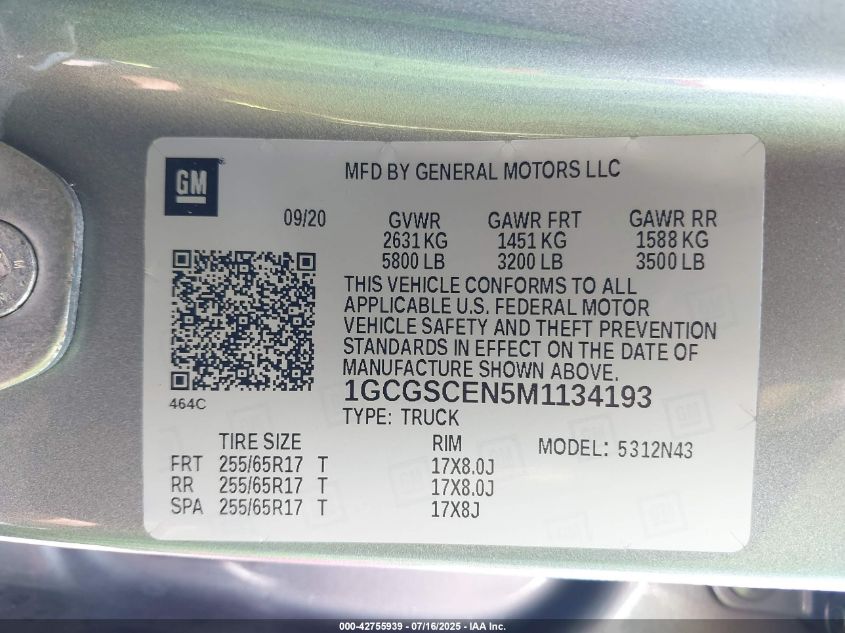 GM
MFD BY GENERAL MOTORS LLC
09/20 GVWR GAWR FRT GAWR RR
2631 KG 1451 KG 1588 KG
5800 LB 3200 LB 3500 LB
THIS VEHICLE CONFORMS TO ALL
APPLICABLE U.S. FEDERAL MOTOR
VEHICLE SAFETY AND THEFT PREVENTION
STANDARDS IN EFFECT ON THE DATE OF
MANUFACTURE SHOWN ABOVE.
1GCGSCEN5M1134193
464C
TYPE: TRUCK
TIRE SIZE RIM MODEL: 5312N43
FRT 255/65R17 T 17X8.0J
RR 255/65R17 T 17X8.0J
SPA 255/65R17 T 17X8J
000-42755939 - 07/16/2025 - IAA Inc.